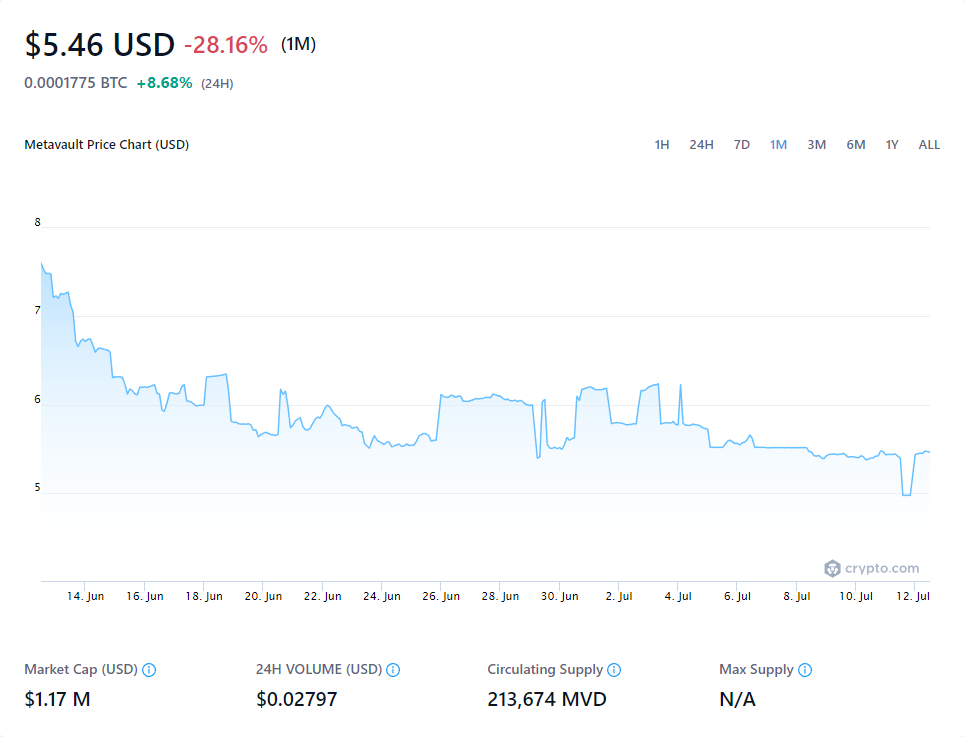 $5.46 USD -28.16% (1M)
0.0001775 BTC +8.68% (24H)
Metavault Price Chart (USD) 1H 24H 7D 1M 3M 6M 1Y ALL
8
7
6
5
crypto.com
14. Jun 16. Jun 18. Jun 20. Jun 22. Jun 24. Jun 26. Jun 28. Jun 30. Jun 2. Jul 4. Jul 6. Jul 8. Jul 10. Jul 12. Jul
Market Cap (USD) 24H VOLUME (USD) Circulating Supply Max Supply
$1.17 M $0.02797 213,674 MVD N/A